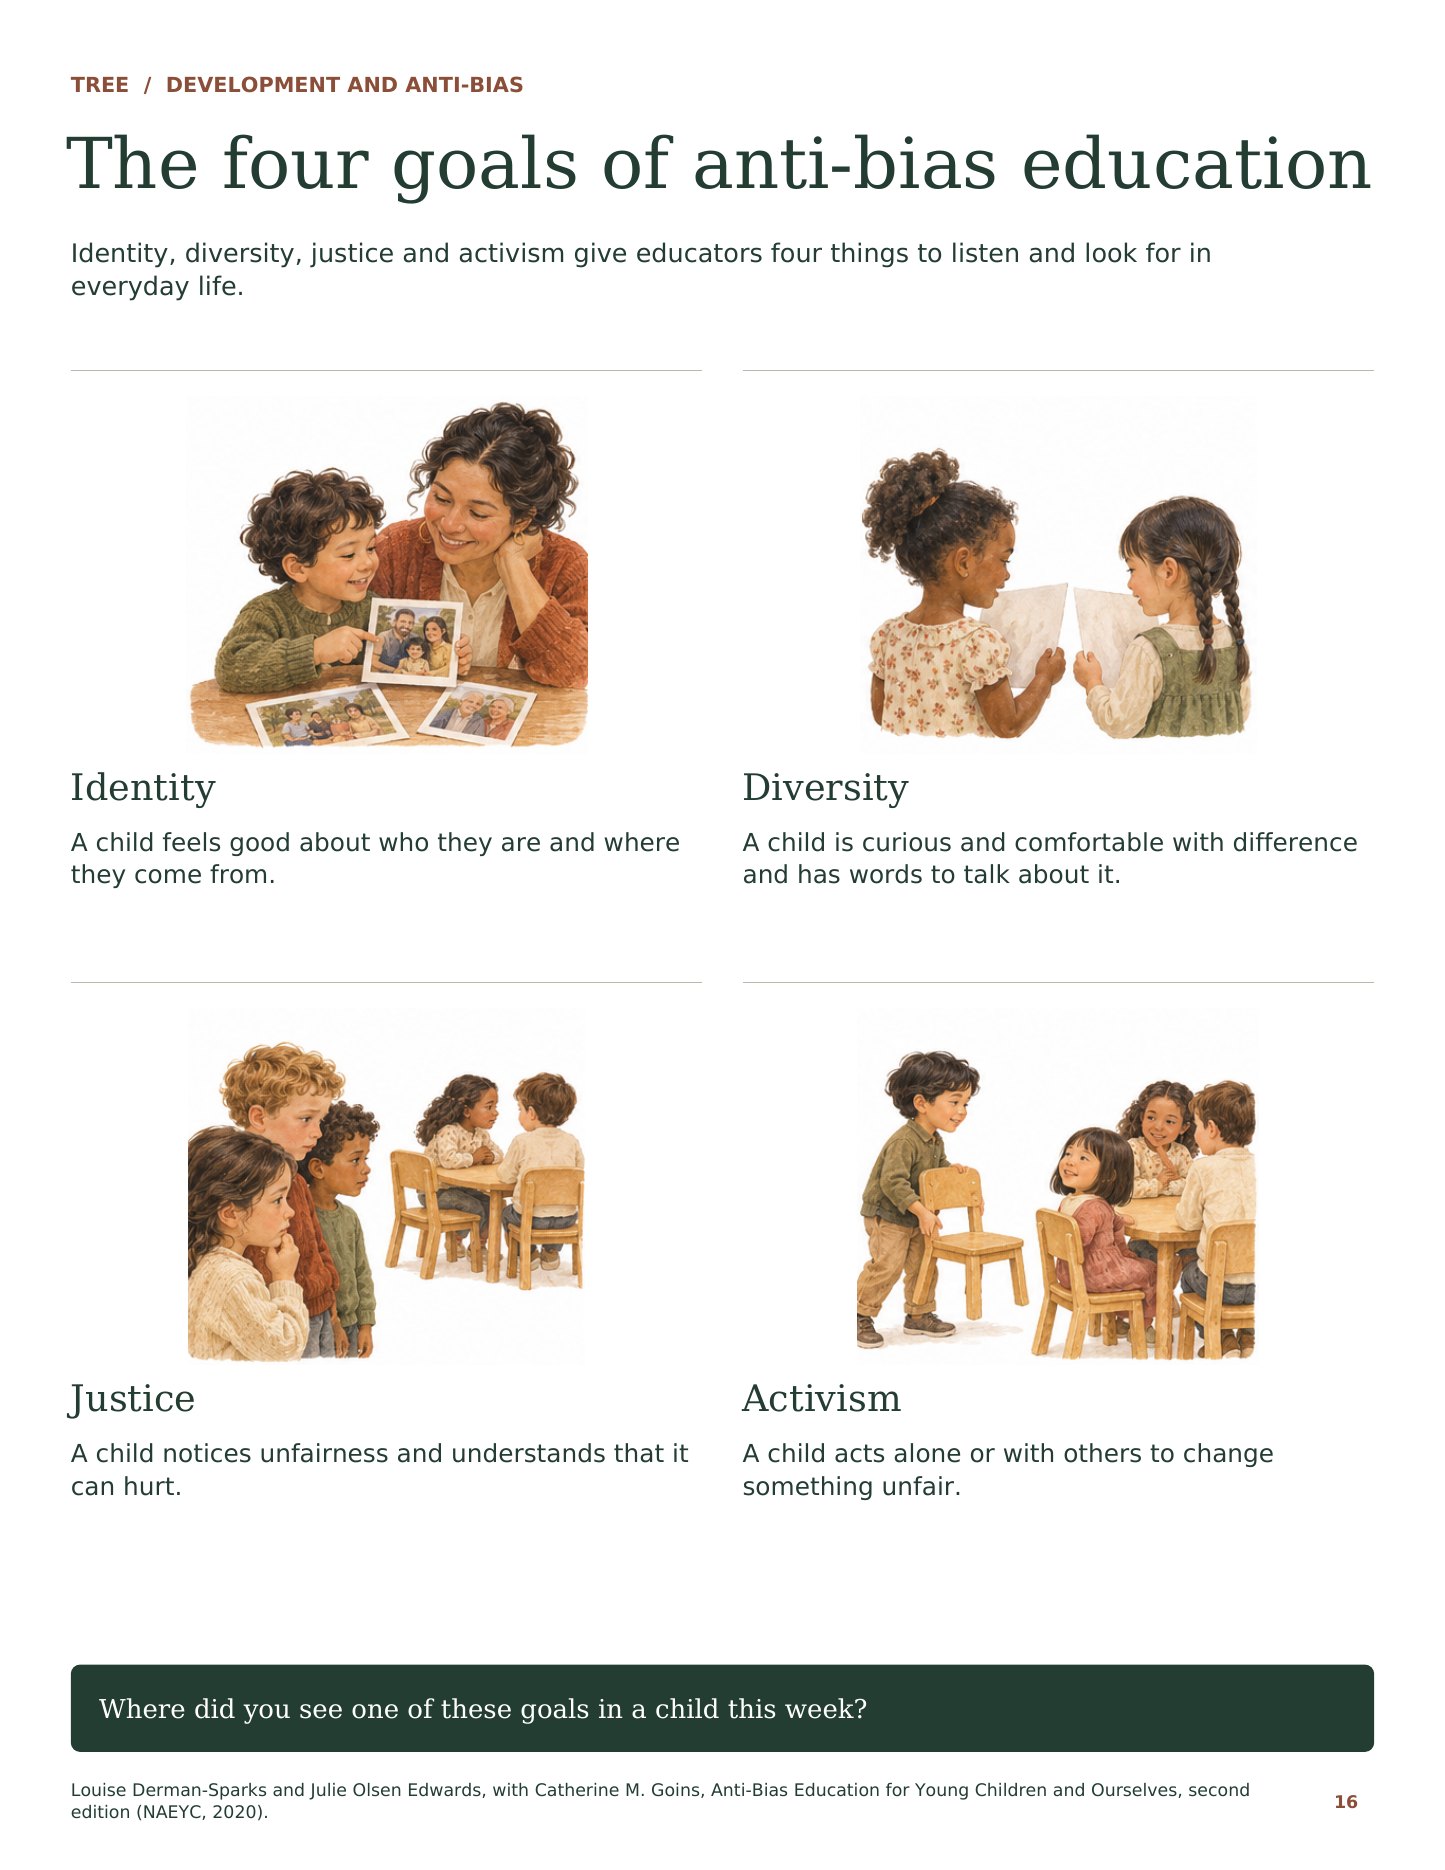 TREE / DEVELOPMENT AND ANTI-BIAS
The four goals of anti-bias education
Identity, diversity, justice and activism give educators four things to listen and look for in
everyday life.
Identity
A child feels good about who they are and where
they come from.
Diversity
A child is curious and comfortable with difference
and has words to talk about it.
Justice
A child notices unfairness and understands that it
can hurt.
Activism
A child acts alone or with others to change
something unfair.
Where did you see one of these goals in a child this week?
Louise Derman-Sparks and Julie Olsen Edwards, with Catherine M. Goins, Anti-Bias Education for Young Children and Ourselves, second
edition (NAEYC, 2020).
16